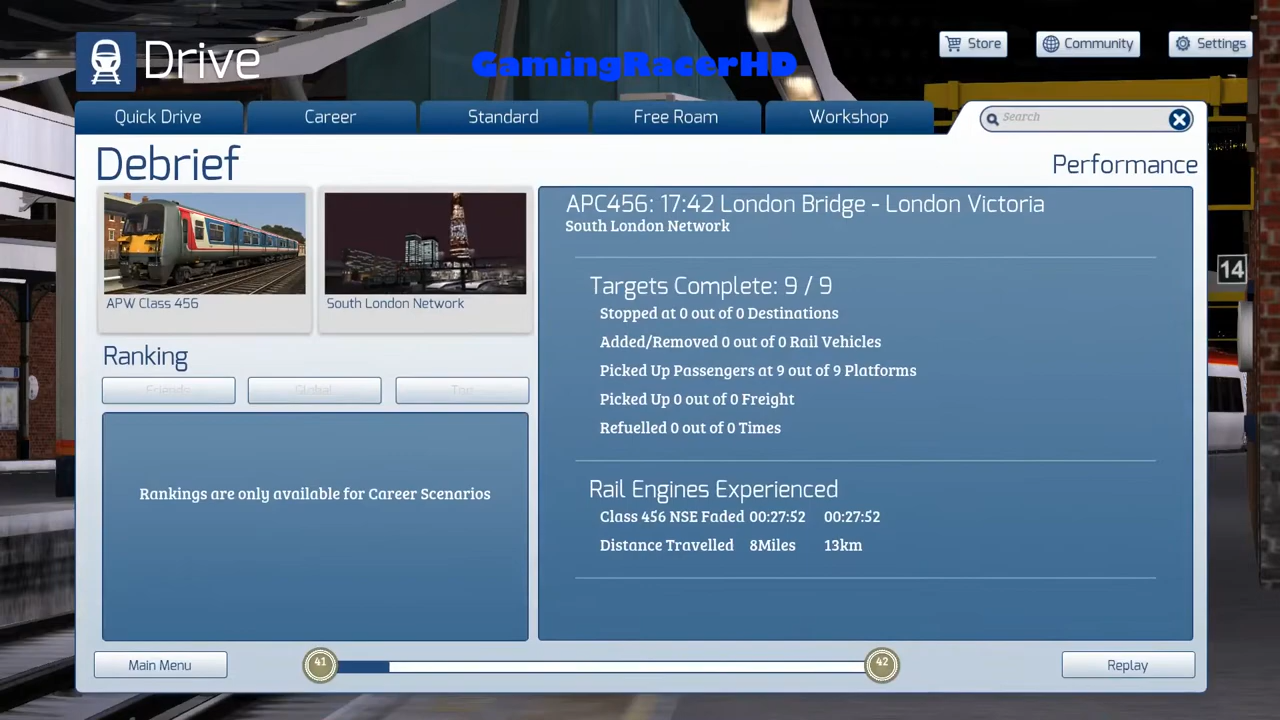 Drive
GamingRacerHD
Store
Community
Settings
Quick Drive
Career
Standard
Free Roam
Workshop
Search
Debrief
Performance
APW Class 456
South London Network
Ranking
Friends
Global
Top
Rankings are only available for Career Scenarios
APC456: 17:42 London Bridge - London Victoria
South London Network
Targets Complete: 9 / 9
Stopped at 0 out of 0 Destinations
Added/Removed 0 out of 0 Rail Vehicles
Picked Up Passengers at 9 out of 9 Platforms
Picked Up 0 out of 0 Freight
Refuelled 0 out of 0 Times
Rail Engines Experienced
Class 456 NSE Faded 00:27:52 00:27:52
Distance Travelled 8Miles 13km
14
Main Menu
41
42
Replay